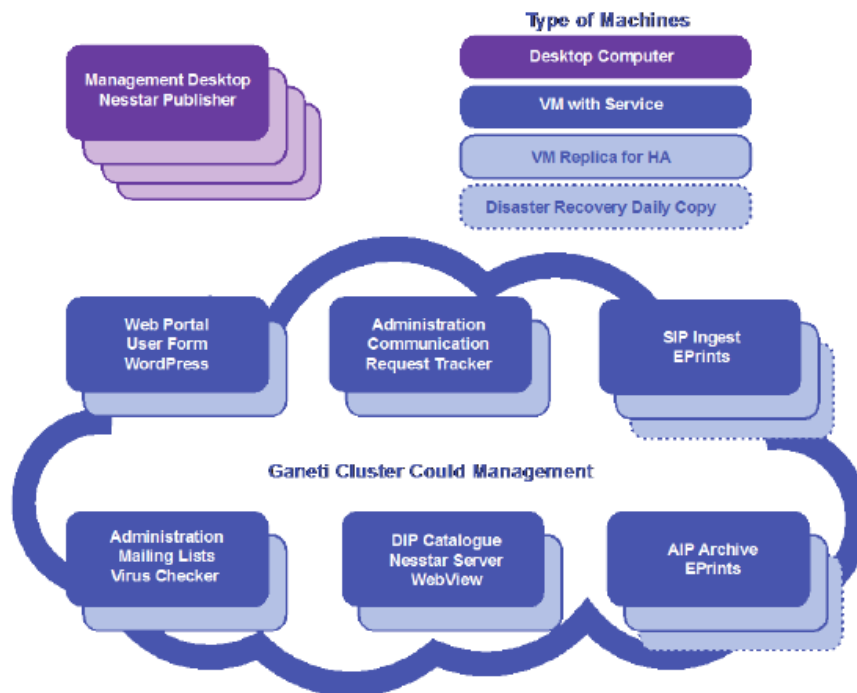 Type of Machines
Desktop Computer
VM with Service
VM Replica for HA
Disaster Recovery Daily Copy
Management Desktop
Nesstar Publisher
Web Portal
User Form
WordPress
Administration
Communication
Request Tracker
SIP Ingest
EPrints
Ganeti Cluster Could Management
Administration
Mailing Lists
Virus Checker
DIP Catalogue
Nesstar Server
WebView
AIP Archive
EPrints